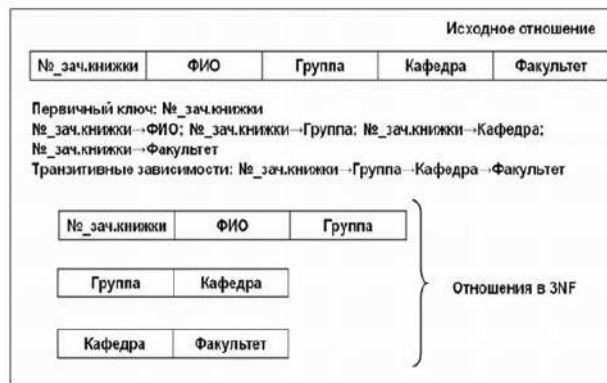 Исходное отношение
№_зач.книжки ФИО Группа Кафедра Факультет
Первичный ключ: №_зач.книжки
№_зач.книжки→ФИО; №_зач.книжки→Группа; №_зач.книжки→Кафедра;
№_зач.книжки→Факультет
Транзитивные зависимости: №_зач.книжки→Группа→Кафедра→Факультет
№_зач.книжки ФИО Группа
Группа Кафедра
Отношения в 3NF
Кафедра Факультет